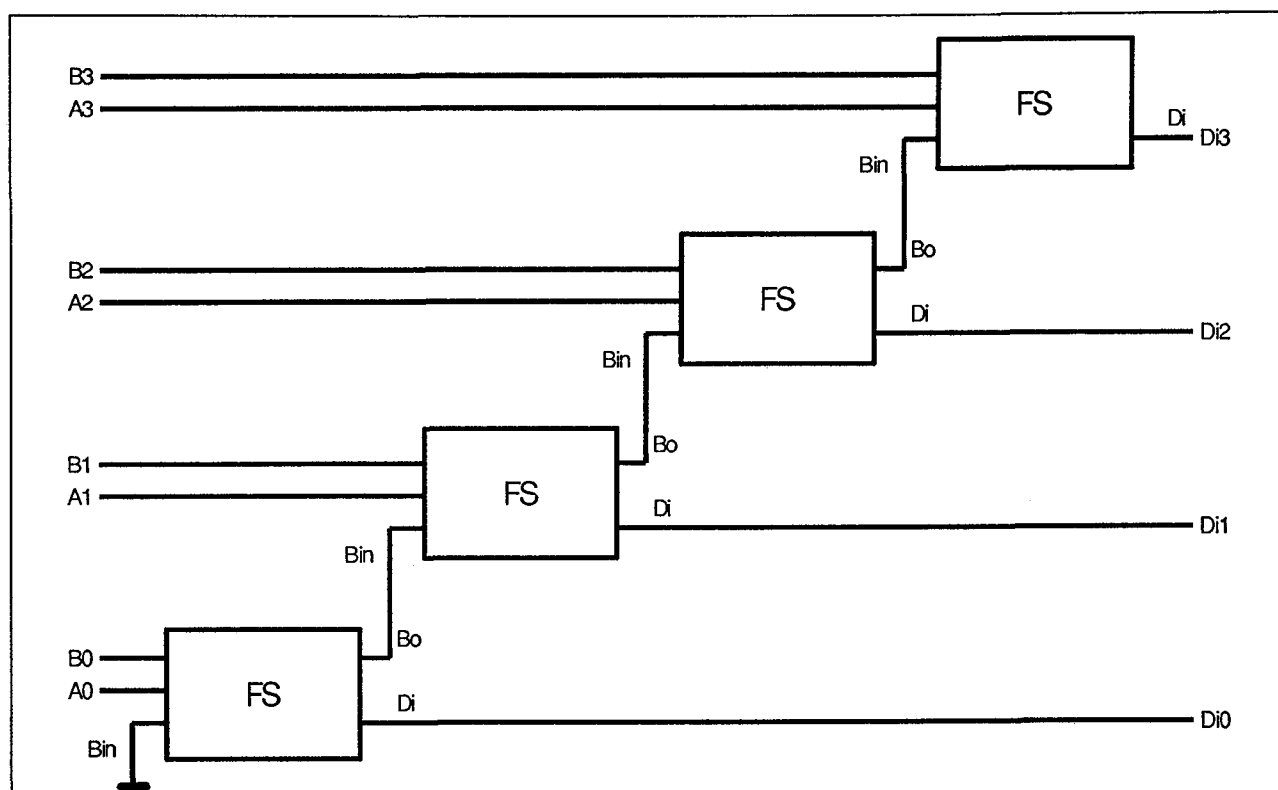 B3
A3
FS
Di
Di3
Bin
Bo
B2
A2
FS
Di
Di2
Bin
Bo
B1
A1
FS
Di
Di1
Bin
Bo
B0
A0
FS
Di
Di0
Bin